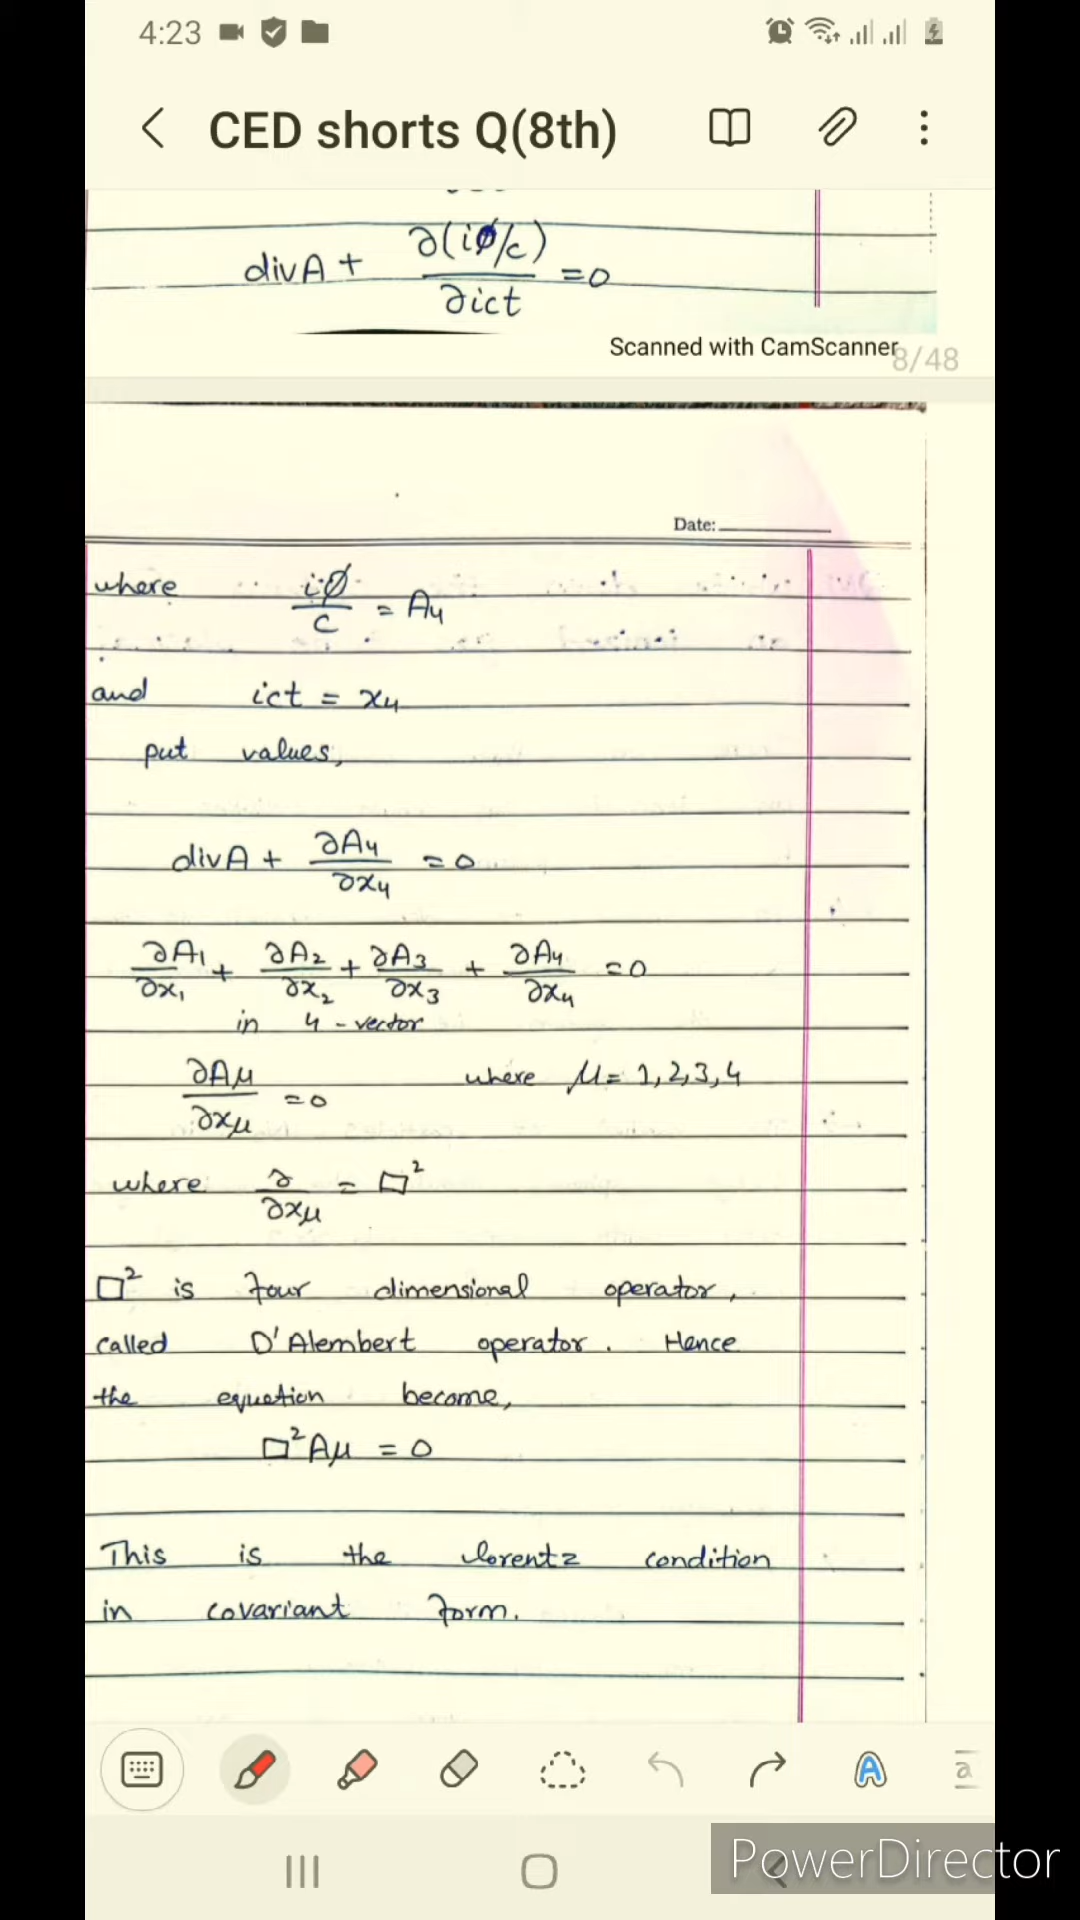 4:23
CED shorts Q(8th)
divA + ∂(iø/c)/∂ict = 0
Scanned with CamScanner
8/48
Date:
where iø/c = A4
and ict = x4
put values,
divA + ∂A4/∂x4 = 0
∂A1/∂x1 + ∂A2/∂x2 + ∂A3/∂x3 + ∂A4/∂x4 = 0
in 4-vector
∂Aμ/∂xμ = 0 where μ = 1,2,3,4
where ∂/∂xμ = □²
□² is four dimensional operator,
called D'Alembert operator. Hence
the equation become,
□²Aμ = 0
This is the lorentz condition
in covariant form.
A
a
PowerDirector